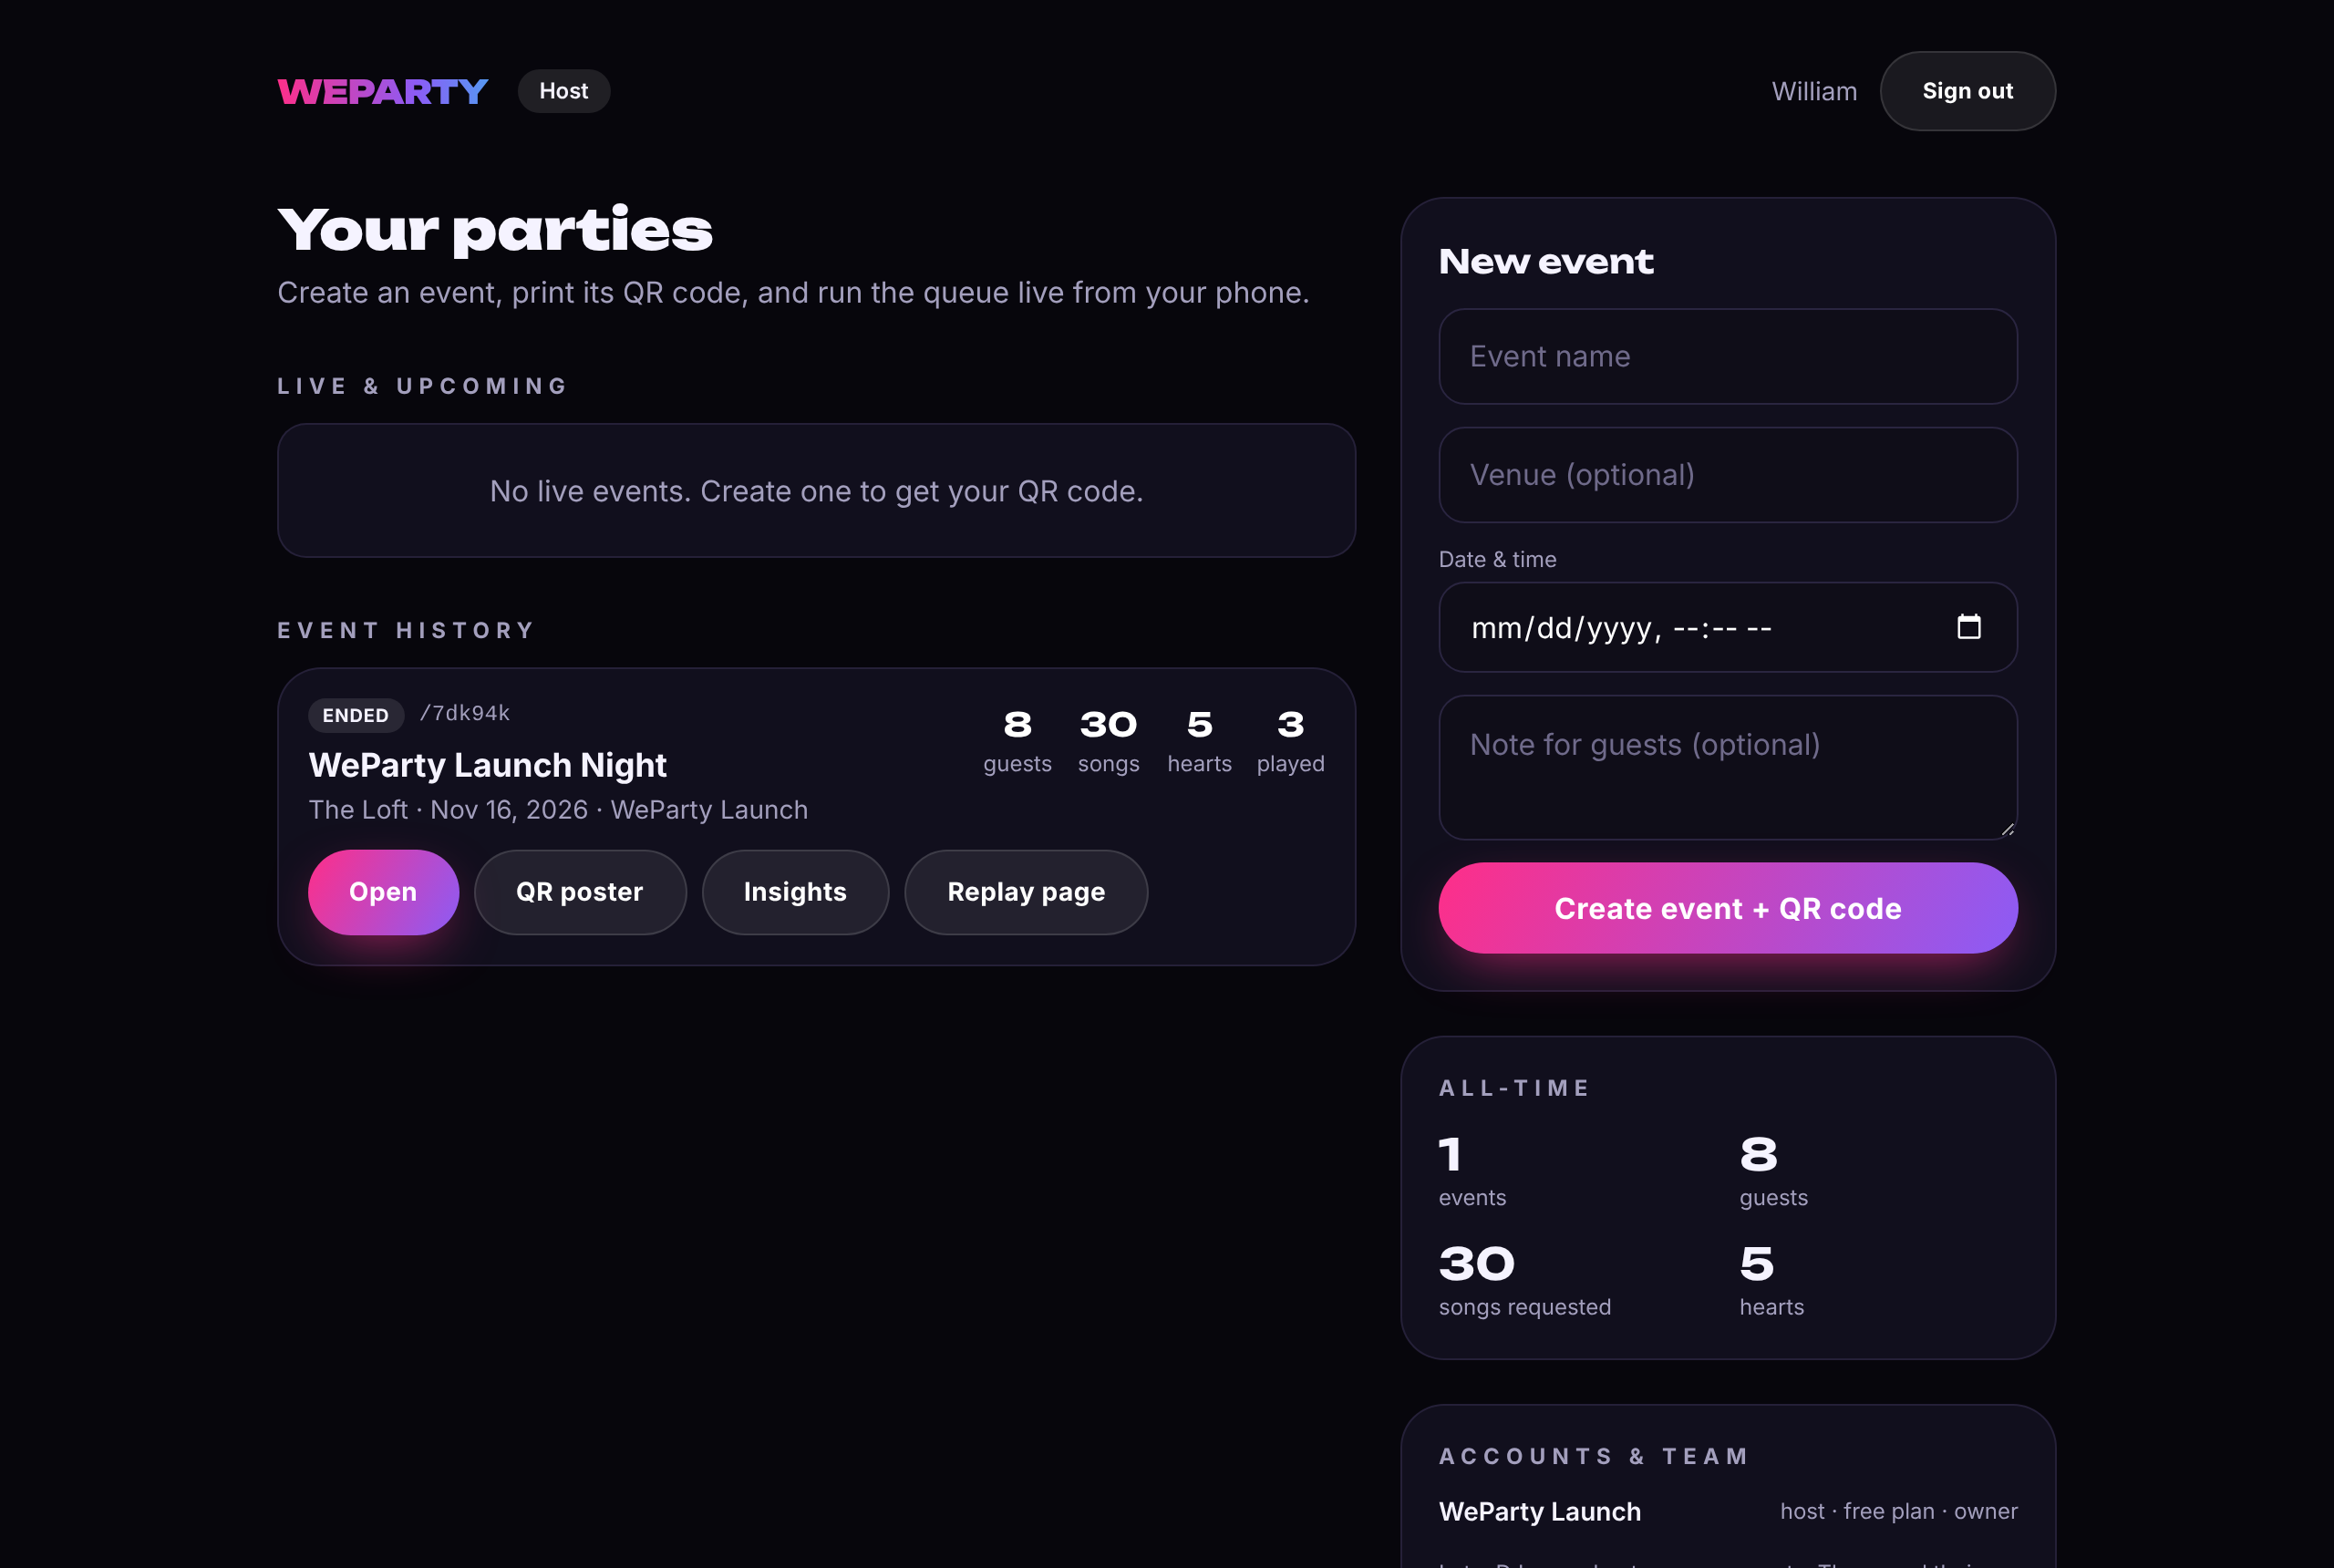 WEPARTY Host William Sign out
Your parties
Create an event, print its QR code, and run the queue live from your phone.
LIVE & UPCOMING
No live events. Create one to get your QR code.
EVENT HISTORY
ENDED /7dk94k
WeParty Launch Night
The Loft · Nov 16, 2026 · WeParty Launch
8 30 5 3
guests songs hearts played
Open QR poster Insights Replay page
New event
Event name
Venue (optional)
Date & time
mm/dd/yyyy, --:-- --
Note for guests (optional)
Create event + QR code
ALL-TIME
1 8
events guests
30 5
songs requested hearts
ACCOUNTS & TEAM
WeParty Launch host · free plan · owner